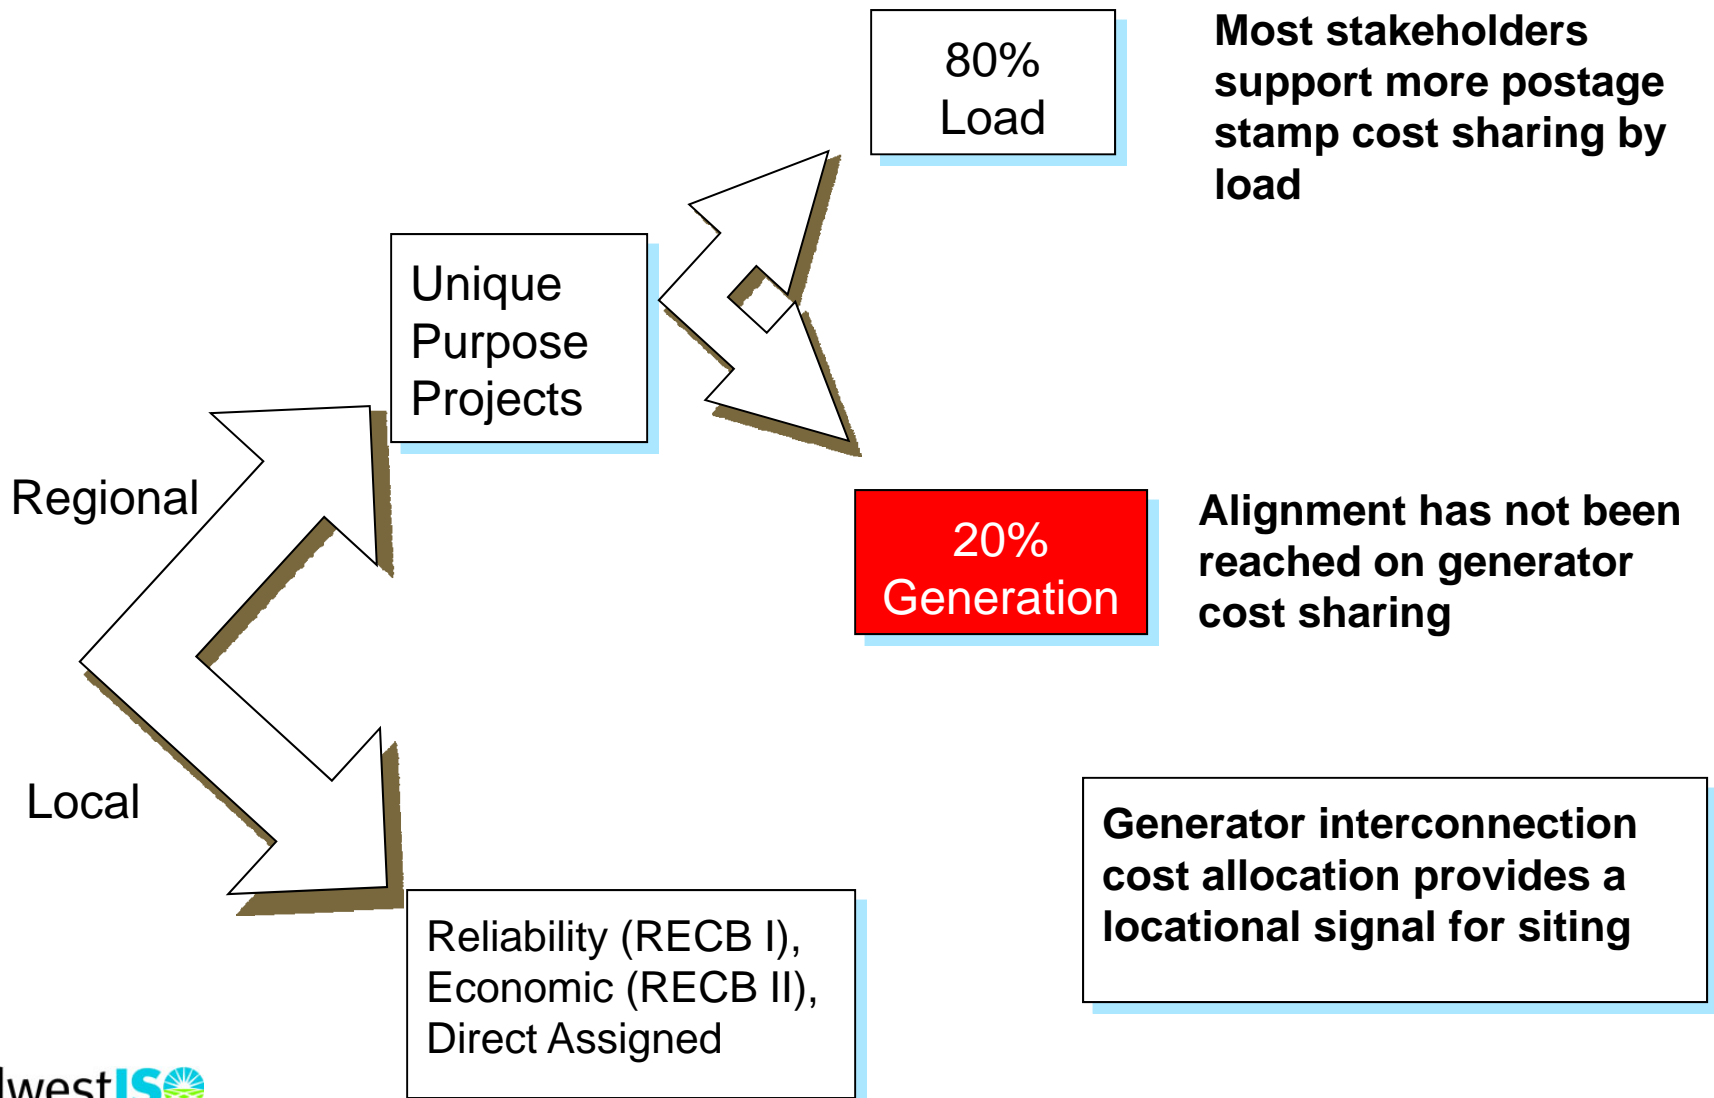 80%
Load
Most stakeholders
support more postage
stamp cost sharing by
load
Unique
Purpose
Projects
Regional
20%
Generation
Alignment has not been
reached on generator
cost sharing
Local
Generator interconnection
cost allocation provides a
locational signal for siting
Reliability (RECB I),
Economic (RECB II),
Direct Assigned
lwestISO